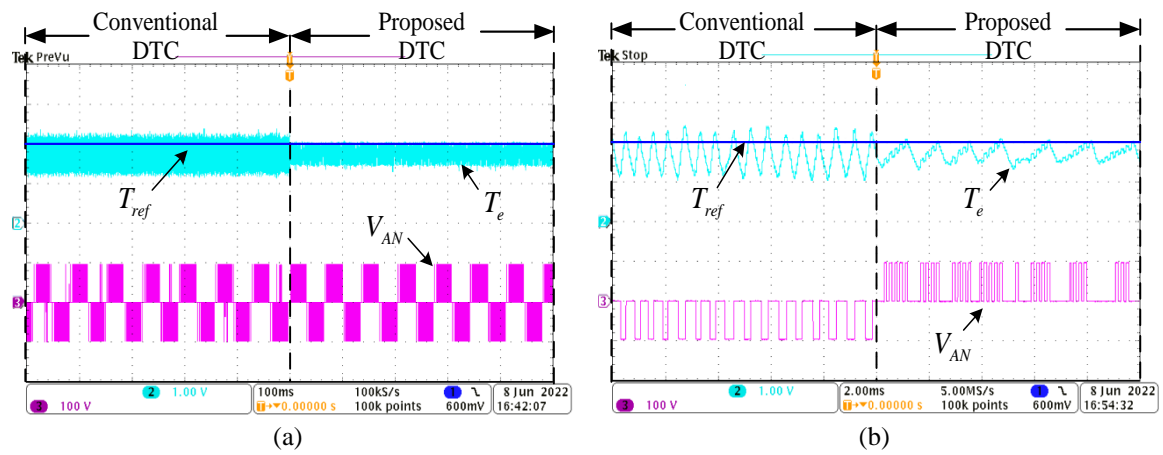 Conventional DTC
Proposed DTC
Tek PreVu
T
T_ref
T_e
V_AN
2
3
2 1.00 V
3 100 V
100ms 100kS/s
T→▼0.00000 s 100k points
1 600mV
8 Jun 2022
16:42:07
(a)
Conventional DTC
Proposed DTC
Tek Stop
T
T_ref
T_e
V_AN
2
3
2 1.00 V
3 100 V
2.00ms 5.00MS/s
T→▼0.00000 s 100k points
1 600mV
8 Jun 2022
16:54:32
(b)